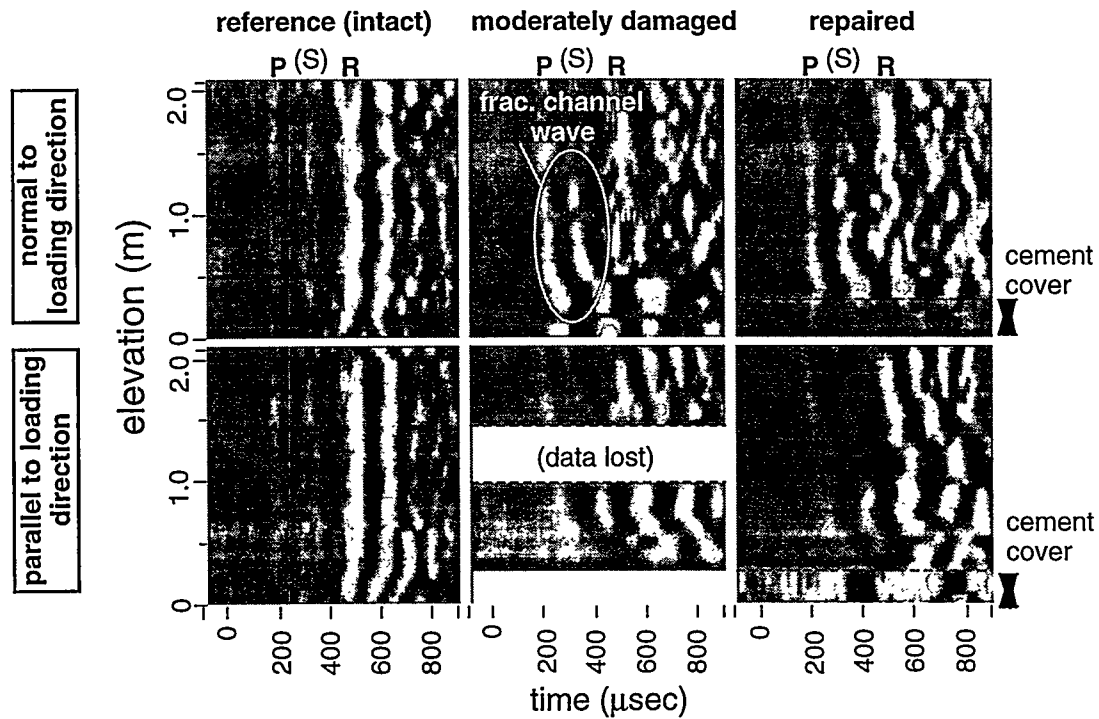 reference (intact)
moderately damaged
repaired
P (S) R
P (S) R
P (S) R
normal to
loading direction
parallel to loading
direction
elevation (m)
2.0
1.0
0
2.0
1.0
0
frac. channel
wave
(data lost)
cement
cover
cement
cover
0 200 400 600 800
0 200 400 600 800
0 200 400 600 800
time (μsec)